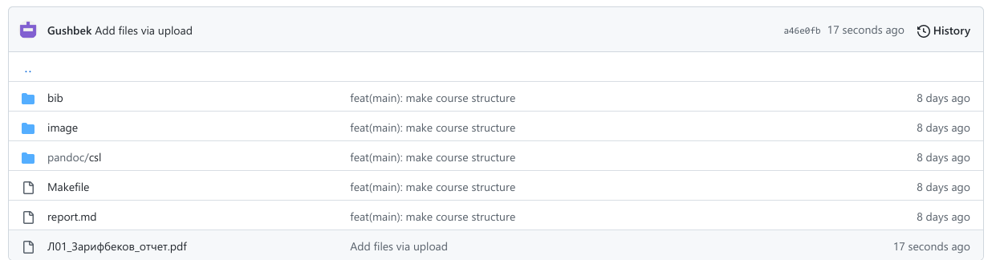 Gushbek Add files via upload a46e0fb 17 seconds ago History
..
bib feat(main): make course structure 8 days ago
image feat(main): make course structure 8 days ago
pandoc/csl feat(main): make course structure 8 days ago
Makefile feat(main): make course structure 8 days ago
report.md feat(main): make course structure 8 days ago
Л01_Зарифбеков_отчет.pdf Add files via upload 17 seconds ago